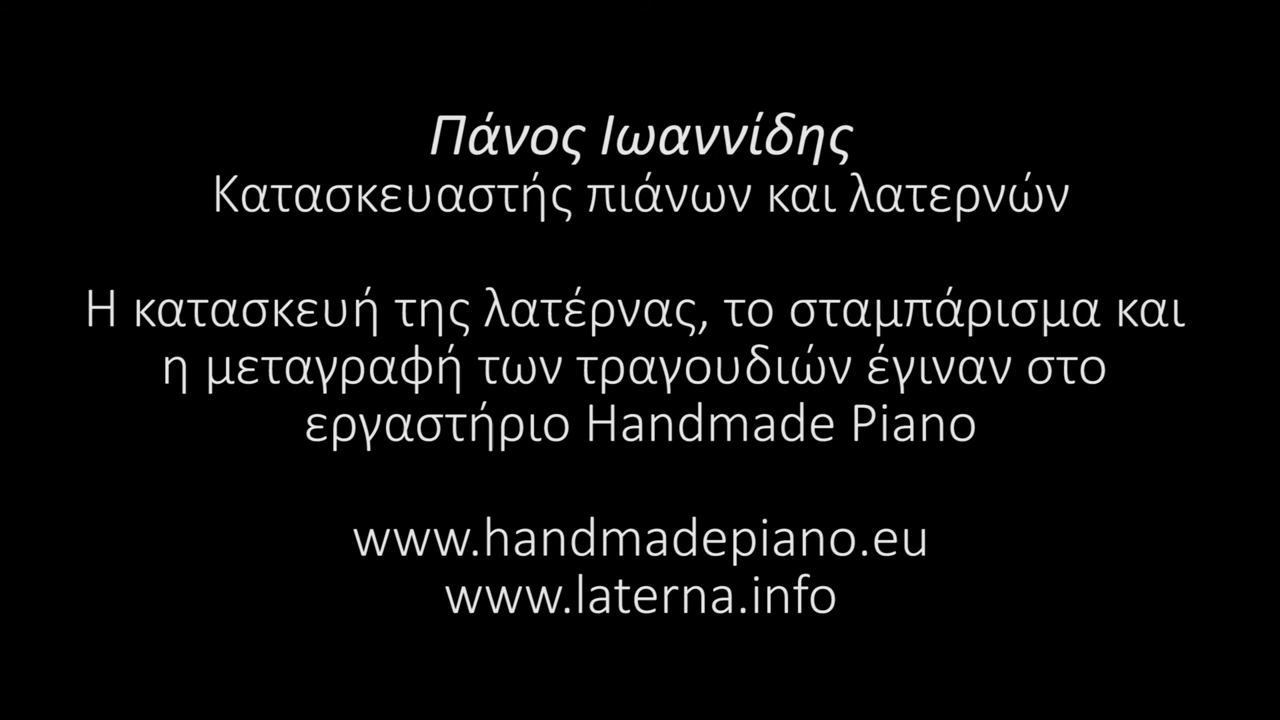 Πάνος Ιωαννίδης
Κατασκευαστής πιάνων και λατερνών
Η κατασκευή της λατέρνας, το σταμπάρισμα και
η μεταγραφή των τραγουδιών έγιναν στο
εργαστήριο Handmade Piano
www.handmadepiano.eu
www.laterna.info